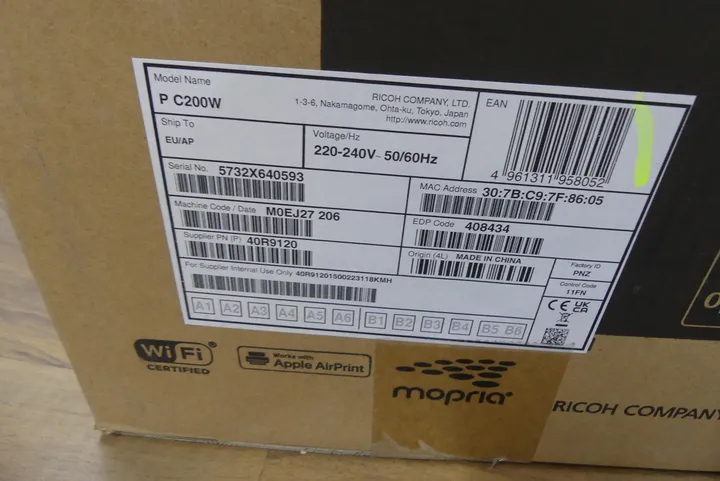 Model Name
P C200W
RICOH COMPANY, LTD.
1-3-6, Nakamagome, Ohta-ku, Tokyo, Japan
http://www.ricoh.com
EAN
4 961311 958052
Ship To
EU/AP
Voltage/Hz
220-240V~ 50/60Hz
Serial No. 5732X640593
MAC Address 30:7B:C9:7F:86:05
Machine Code / Date M0EJ27 206
EDP Code 408434
Supplier PN (P) 40R9120
Origin (4L) MADE IN CHINA
Factory ID
PNZ
For Supplier Internal Use Only 40R91201500223118KMH
Control Code
11FN
CE UK
CA
A1 A2 A3 A4 A5 A6 B1 B2 B3 B4 B5 B6
Wi Fi
CERTIFIED
Works with
Apple AirPrint
mopria
RICOH COMPANY